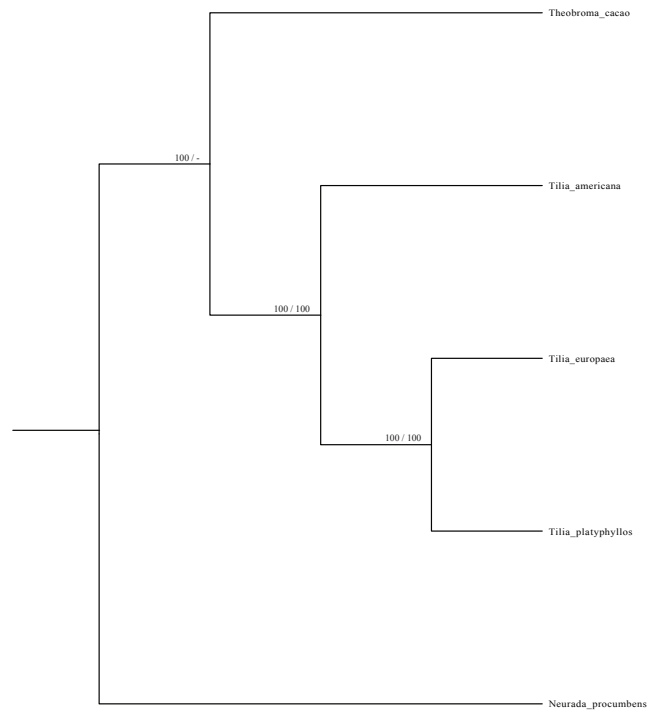 Theobroma_cacao
100 / -
Tilia_americana
100 / 100
Tilia_europaea
100 / 100
Tilia_platyphyllos
Neurada_procumbens